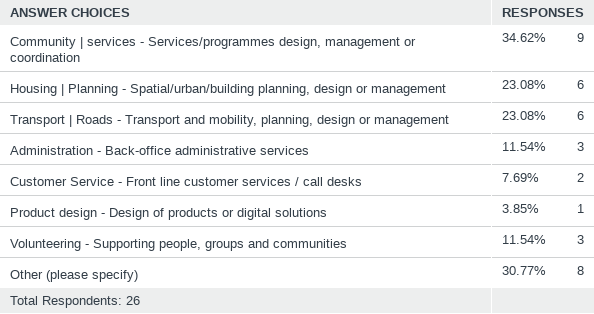 ANSWER CHOICES RESPONSES
Community | services - Services/programmes design, management or 34.62% 9
coordination
Housing | Planning - Spatial/urban/building planning, design or management 23.08% 6
Transport | Roads - Transport and mobility, planning, design or management 23.08% 6
Administration - Back-office administrative services 11.54% 3
Customer Service - Front line customer services / call desks 7.69% 2
Product design - Design of products or digital solutions 3.85% 1
Volunteering - Supporting people, groups and communities 11.54% 3
Other (please specify) 30.77% 8
Total Respondents: 26